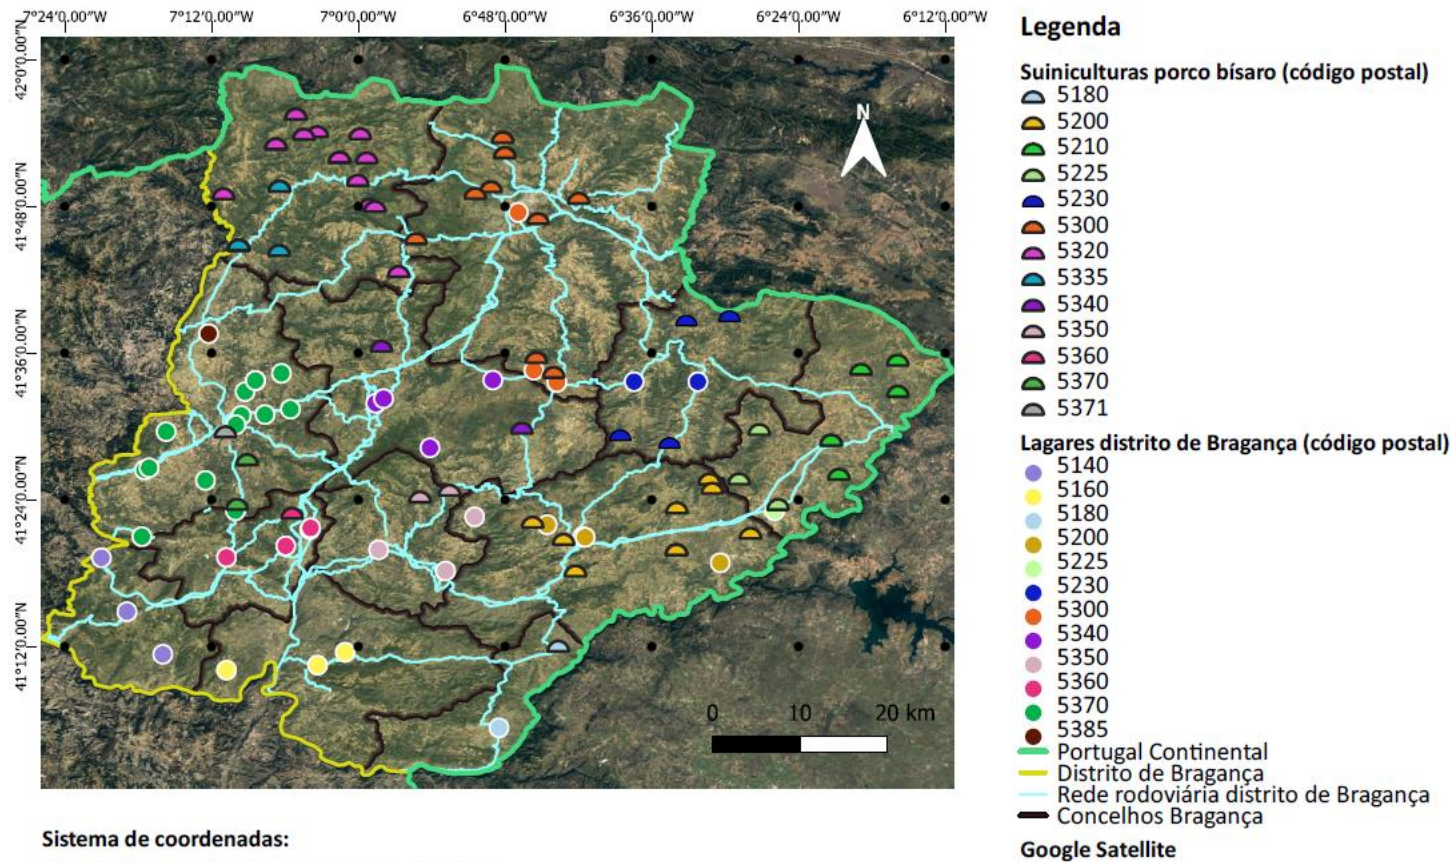 7°24'0.00"W 7°12'0.00"W 7°0'0.00"W 6°48'0.00"W 6°36'0.00"W 6°24'0.00"W 6°12'0.00"W
42°0'0.00"N
41°48'0.00"N
41°36'0.00"N
41°24'0.00"N
41°12'0.00"N
N
0 10 20 km
Legenda
Suiniculturas porco bísaro (código postal)
5180
5200
5210
5225
5230
5300
5320
5335
5340
5350
5360
5370
5371
Lagares distrito de Bragança (código postal)
5140
5160
5180
5200
5225
5230
5300
5340
5350
5360
5370
5385
Portugal Continental
Distrito de Bragança
Rede rodoviária distrito de Bragança
Concelhos Bragança
Google Satellite
Sistema de coordenadas: